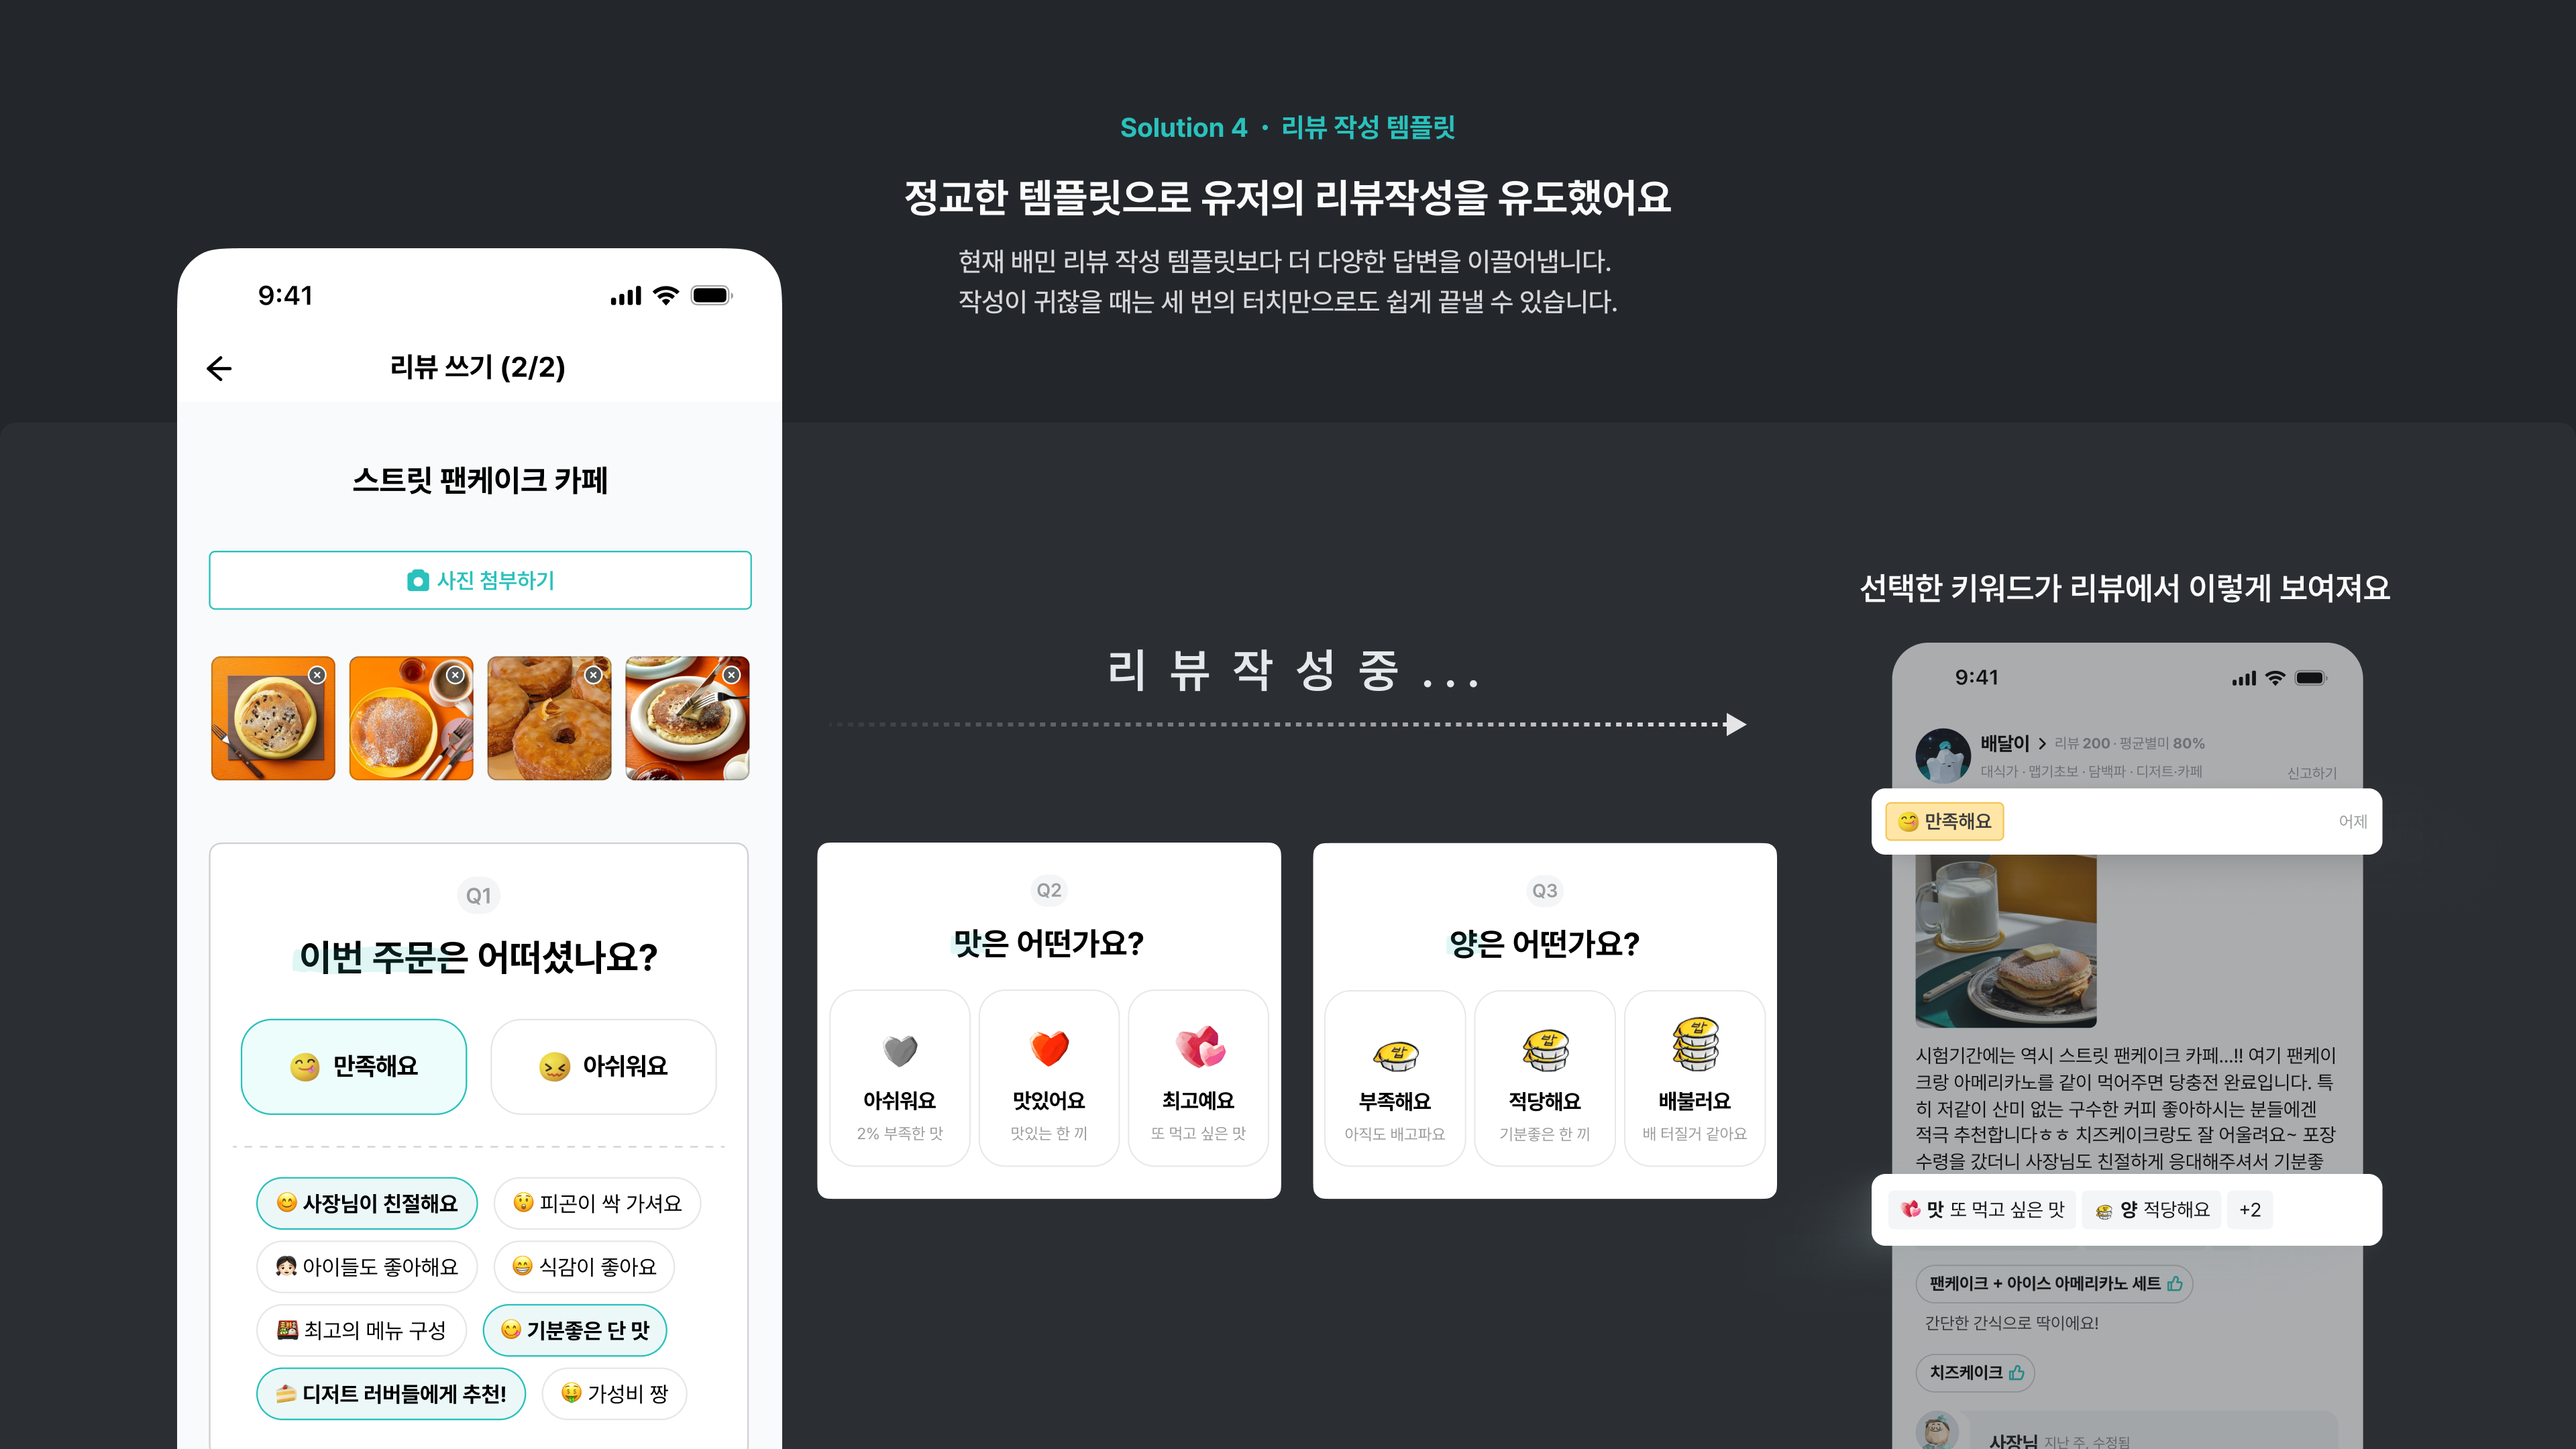 Solution 4 · 리뷰 작성 템플릿
정교한 템플릿으로 유저의 리뷰작성을 유도했어요
현재 배민 리뷰 작성 템플릿보다 더 다양한 답변을 이끌어냅니다.
작성이 귀찮을 때는 세 번의 터치만으로도 쉽게 끝낼 수 있습니다.
9:41
리뷰 쓰기 (2/2)
스트릿 팬케이크 카페
사진 첨부하기
Q1
이번 주문은 어떠셨나요?
만족해요
아쉬워요
사장님이 친절해요
피곤이 싹 가셔요
아이들도 좋아해요
식감이 좋아요
최고의 메뉴 구성
기분좋은 단 맛
디저트 러버들에게 추천!
가성비 짱
리뷰작성중...
Q2
맛은 어떤가요?
아쉬워요
2% 부족한 맛
맛있어요
맛있는 한 끼
최고예요
또 먹고 싶은 맛
Q3
양은 어떤가요?
밥
부족해요
아직도 배고파요
밥
적당해요
기분좋은 한 끼
밥
배불러요
배 터질거 같아요
선택한 키워드가 리뷰에서 이렇게 보여져요
9:41
배달이 > 리뷰 200 · 평균별미 80%
대식가 · 맵기초보 · 담백파 · 디저트·카페
신고하기
만족해요
어제
시험기간에는 역시 스트릿 팬케이크 카페...!! 여기 팬케이
크랑 아메리카노를 같이 먹어주면 당충전 완료입니다. 특
히 저같이 산미 없는 구수한 커피 좋아하시는 분들에겐
적극 추천합니다ㅎㅎ 치즈케이크랑도 잘 어울려요~ 포장
수령을 갔더니 사장님도 친절하게 응대해주셔서 기분좋
맛 또 먹고 싶은 맛
양 적당해요
+2
팬케이크 + 아이스 아메리카노 세트
간단한 간식으로 딱이에요!
치즈케이크
사장님 지난 주, 수정됨